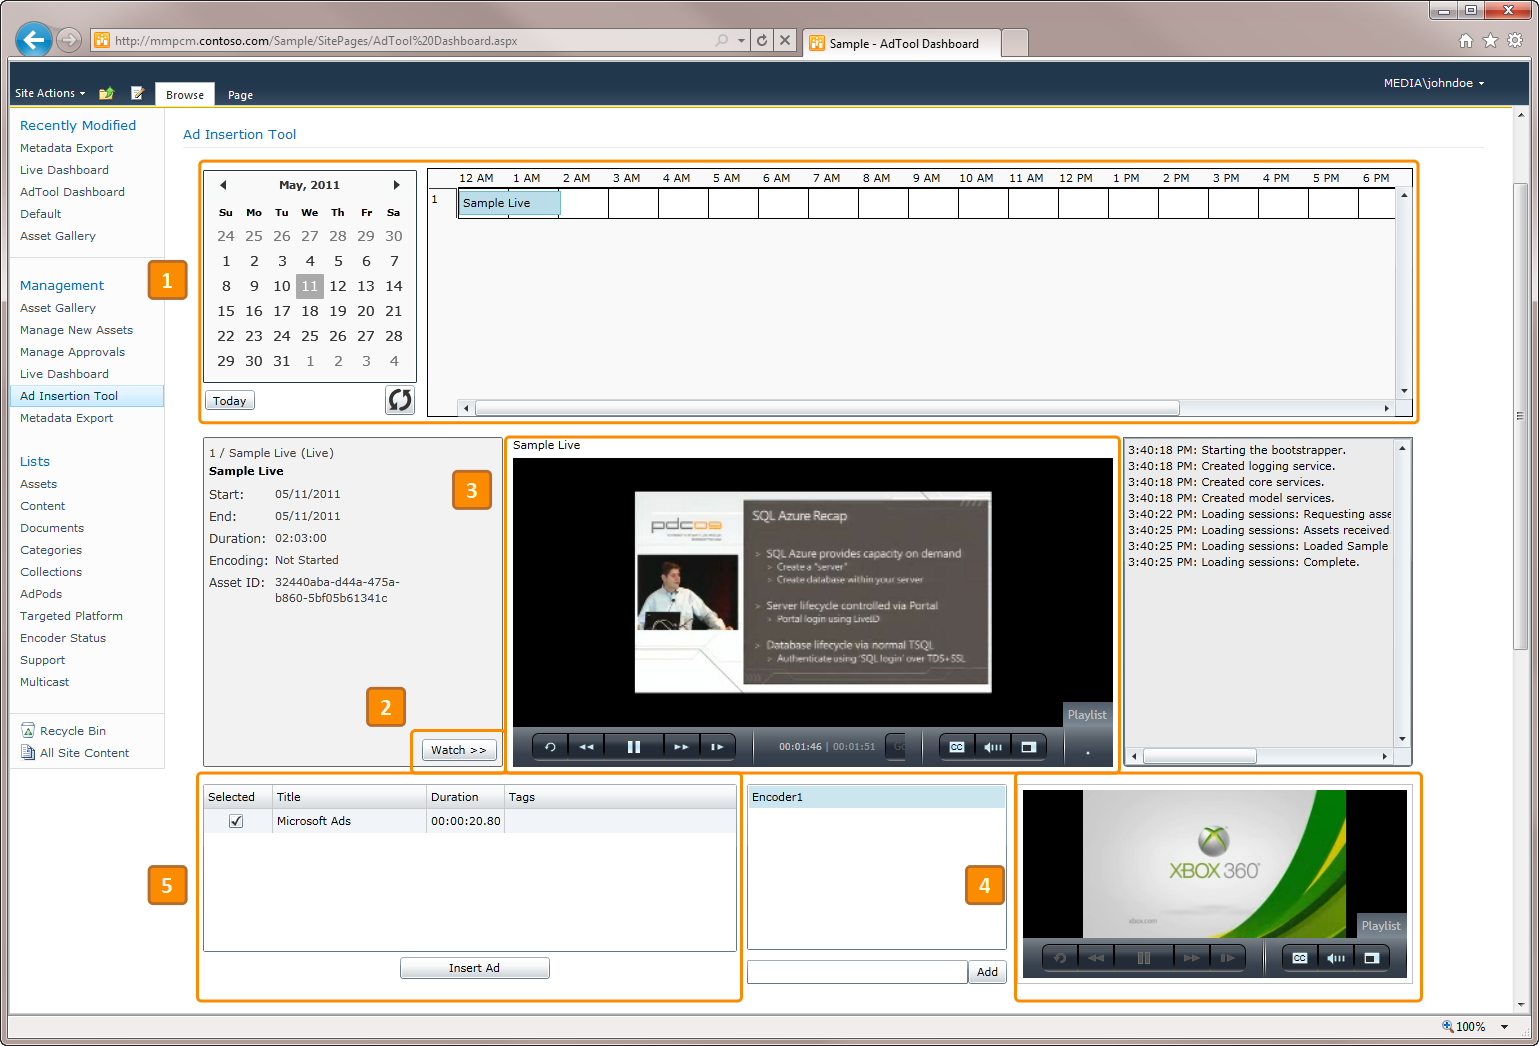 http://mmpcm.contoso.com/Sample/SitePages/AdTool%20Dashboard.aspx
Sample - AdTool Dashboard
Site Actions
Browse
Page
MEDIA\johndoe
Recently Modified
Metadata Export
Live Dashboard
AdTool Dashboard
Default
Asset Gallery
Management
Asset Gallery
Manage New Assets
Manage Approvals
Live Dashboard
Ad Insertion Tool
Metadata Export
Lists
Assets
Content
Documents
Categories
Collections
AdPods
Targeted Platform
Encoder Status
Support
Multicast
Recycle Bin
All Site Content
Ad Insertion Tool
1
May, 2011
Su Mo Tu We Th Fr Sa
24 25 26 27 28 29 30
1 2 3 4 5 6 7
8 9 10 11 12 13 14
15 16 17 18 19 20 21
22 23 24 25 26 27 28
29 30 31 1 2 3 4
Today
12 AM 1 AM 2 AM 3 AM 4 AM 5 AM 6 AM 7 AM 8 AM 9 AM 10 AM 11 AM 12 PM 1 PM 2 PM 3 PM 4 PM 5 PM 6 PM
1
Sample Live
1 / Sample Live (Live)
Sample Live
Start: 05/11/2011
End: 05/11/2011
Duration: 02:03:00
Encoding: Not Started
Asset ID: 32440aba-d44a-475a-
b860-5bf05b61341c
2
Watch >>
3
Sample Live
pdc09
SQL Azure Recap
> SQL Azure provides capacity on demand
> Create a "server"
> Create database within your server
> Server lifecycle controlled via Portal
> Portal login using LiveID
> Database lifecycle via normal TSQL
> Authenticate using 'SQL login' over TDS+SSL
Playlist
00:01:46 | 00:01:51
CC
3:40:18 PM: Starting the bootstrapper.
3:40:18 PM: Created logging service.
3:40:18 PM: Created core services.
3:40:18 PM: Created model services.
3:40:22 PM: Loading sessions: Requesting asse
3:40:25 PM: Loading sessions: Assets received
3:40:25 PM: Loading sessions: Loaded Sample
3:40:25 PM: Loading sessions: Complete.
5
Selected Title Duration Tags
Microsoft Ads 00:00:20.80
Insert Ad
Encoder1
Add
4
XBOX 360
xbox.com
Playlist
CC
100%